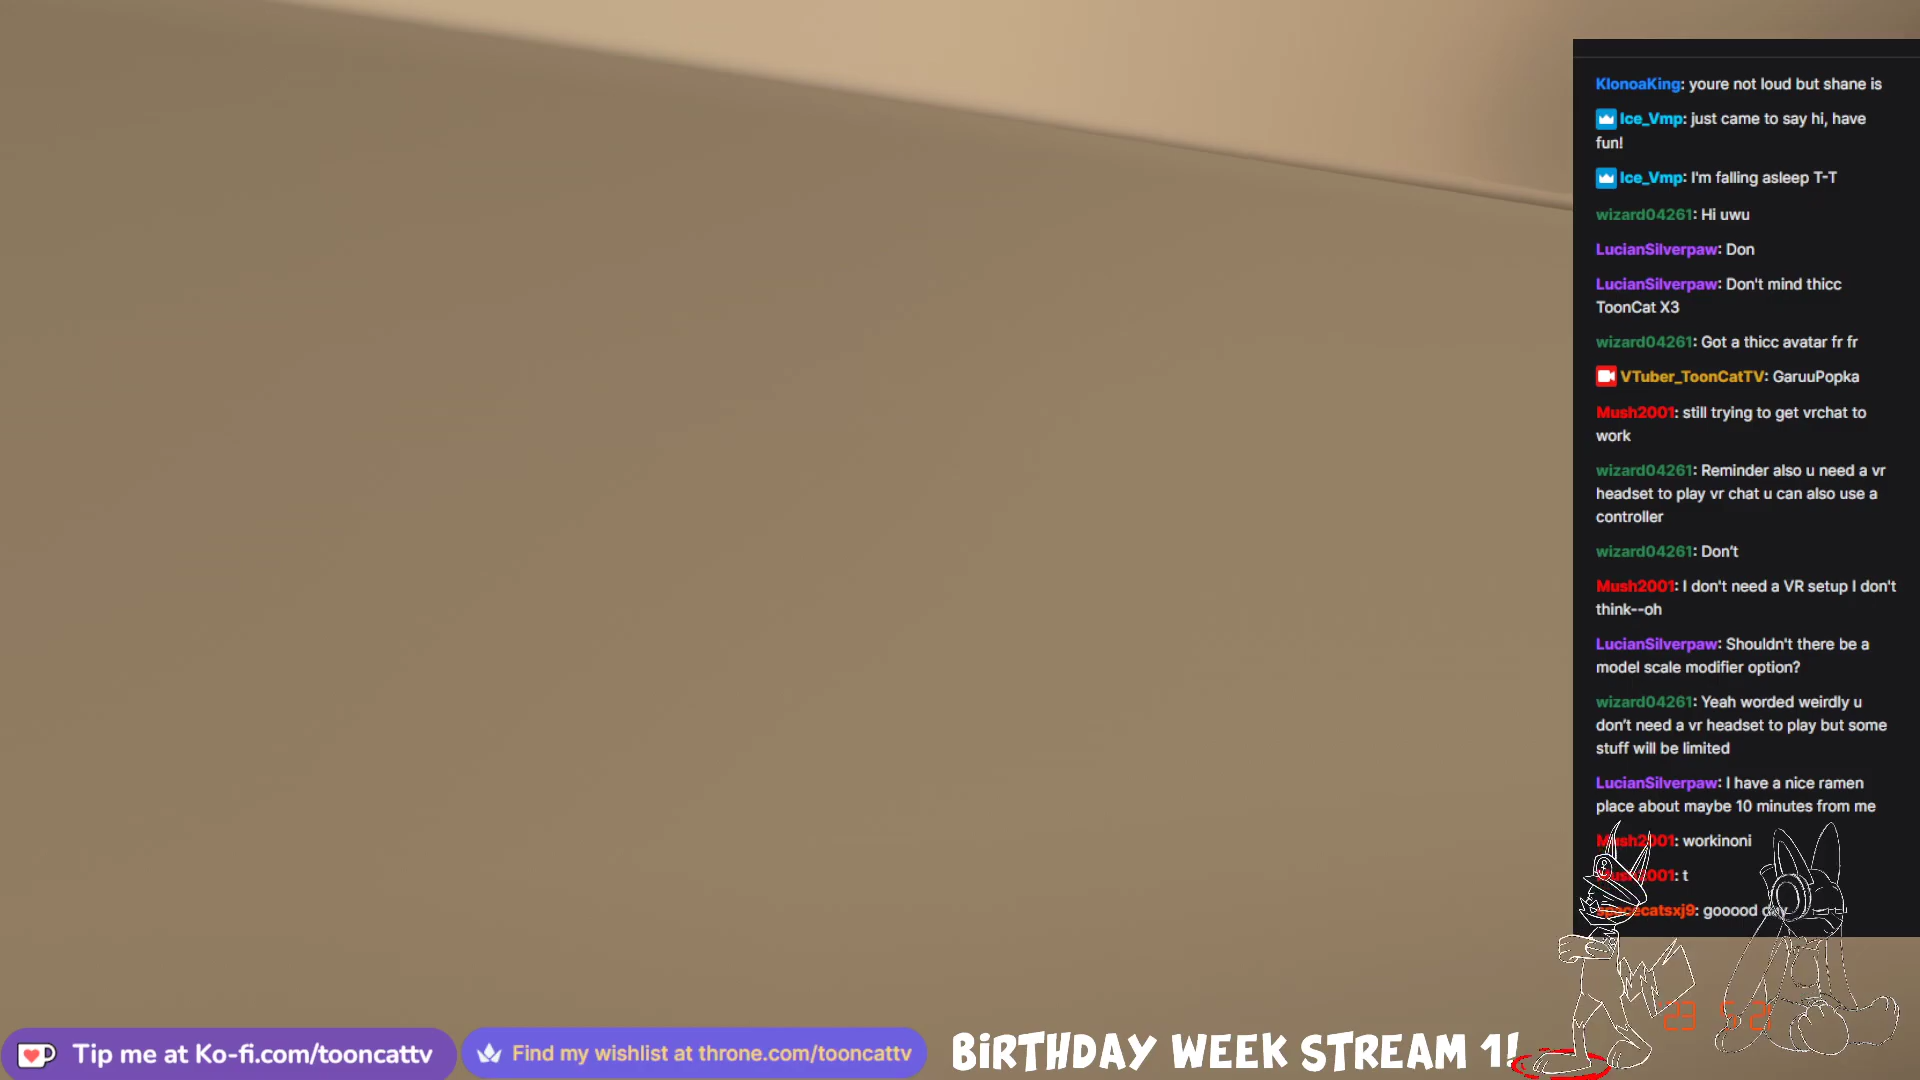 KlonoaKing: youre not loud but shane is
Ice_Vmp: just came to say hi, have
fun!
Ice_Vmp: I'm falling asleep T-T
wizard04261: Hi uwu
LucianSilverpaw: Don
LucianSilverpaw: Don't mind thicc
ToonCat X3
wizard04261: Got a thicc avatar fr fr
VTuber_ToonCatTV: GaruuPopka
Mush2001: still trying to get vrchat to
work
wizard04261: Reminder also u need a vr
headset to play vr chat u can also use a
controller
wizard04261: Don't
Mush2001: I don't need a VR setup I don't
think--oh
LucianSilverpaw: Shouldn't there be a
model scale modifier option?
wizard04261: Yeah worded weirdly u
don't need a vr headset to play but some
stuff will be limited
LucianSilverpaw: I have a nice ramen
place about maybe 10 minutes from me
Mush2001: workinoni
Mush2001: t
spacecatsxj9: gooood day
23 52
Tip me at Ko-fi.com/tooncattv
Find my wishlist at throne.com/tooncattv
BiRTHDAY WEEK STREAM 1!